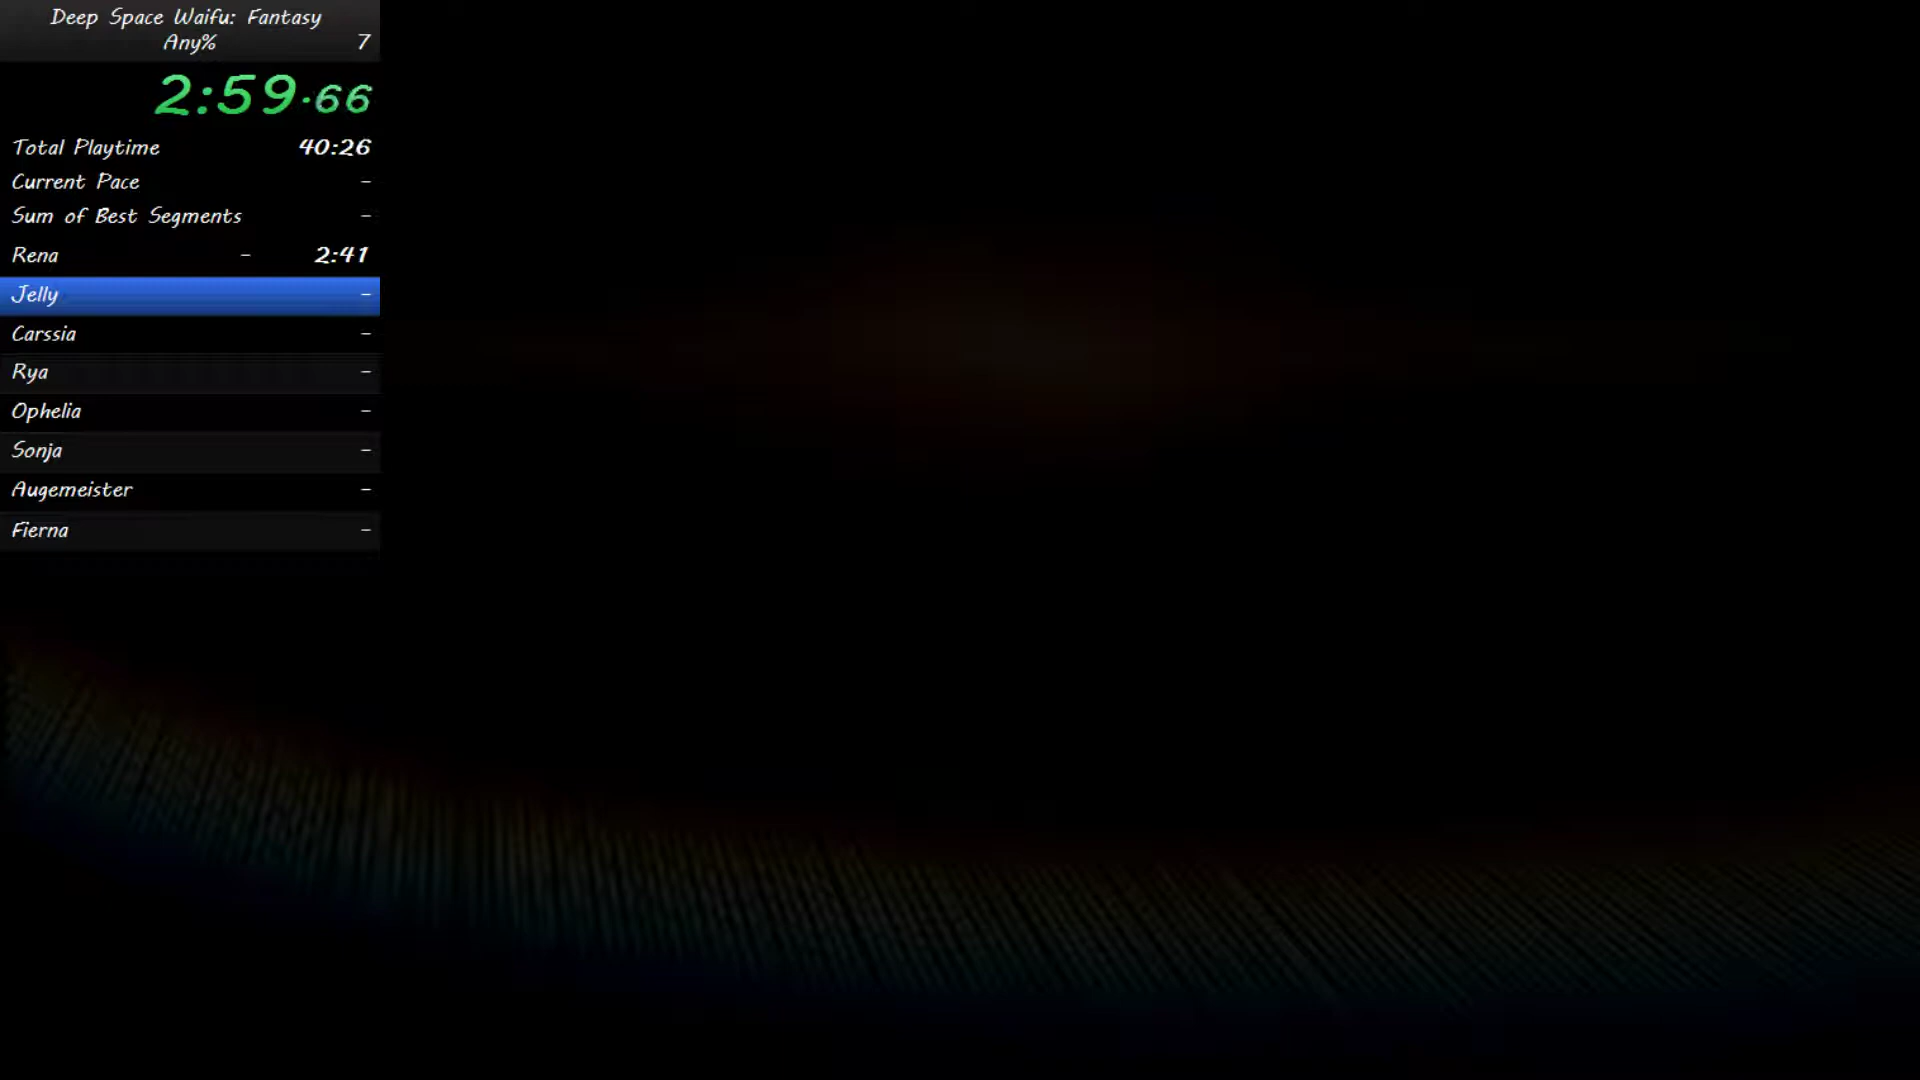 Deep Space Waifu: Fantasy
Any% 7
2:59.66
Total Playtime 40:26
Current Pace -
Sum of Best Segments -
Rena - 2:41
Jelly -
Carssia -
Rya -
Ophelia -
Sonja -
Augemeister -
Fierna -